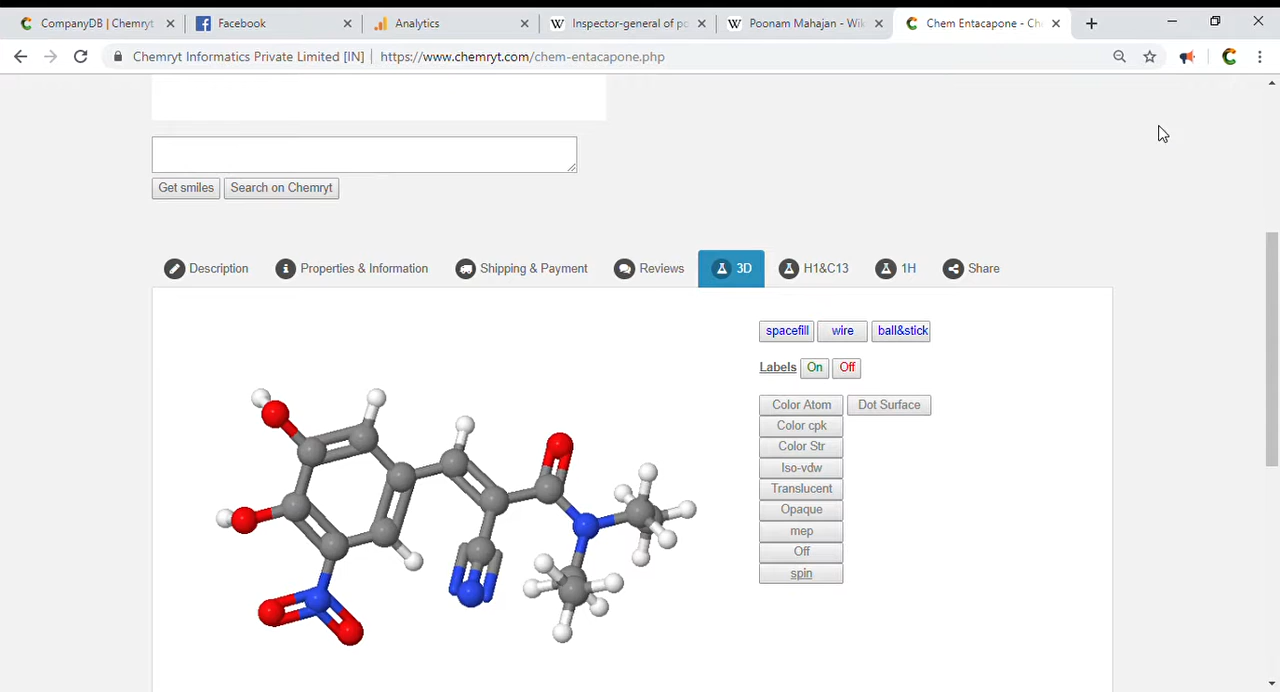 CompanyDB | Chemryt
Facebook
Analytics
Inspector-general of po
Poonam Mahajan - Wik
Chem Entacapone - Ch
Chemryt Informatics Private Limited [IN] | https://www.chemryt.com/chem-entacapone.php
Get smiles
Search on Chemryt
Description
Properties & Information
Shipping & Payment
Reviews
3D
H1&C13
1H
Share
spacefill
wire
ball&stick
Labels
On
Off
Color Atom
Dot Surface
Color cpk
Color Str
Iso-vdw
Translucent
Opaque
mep
Off
spin